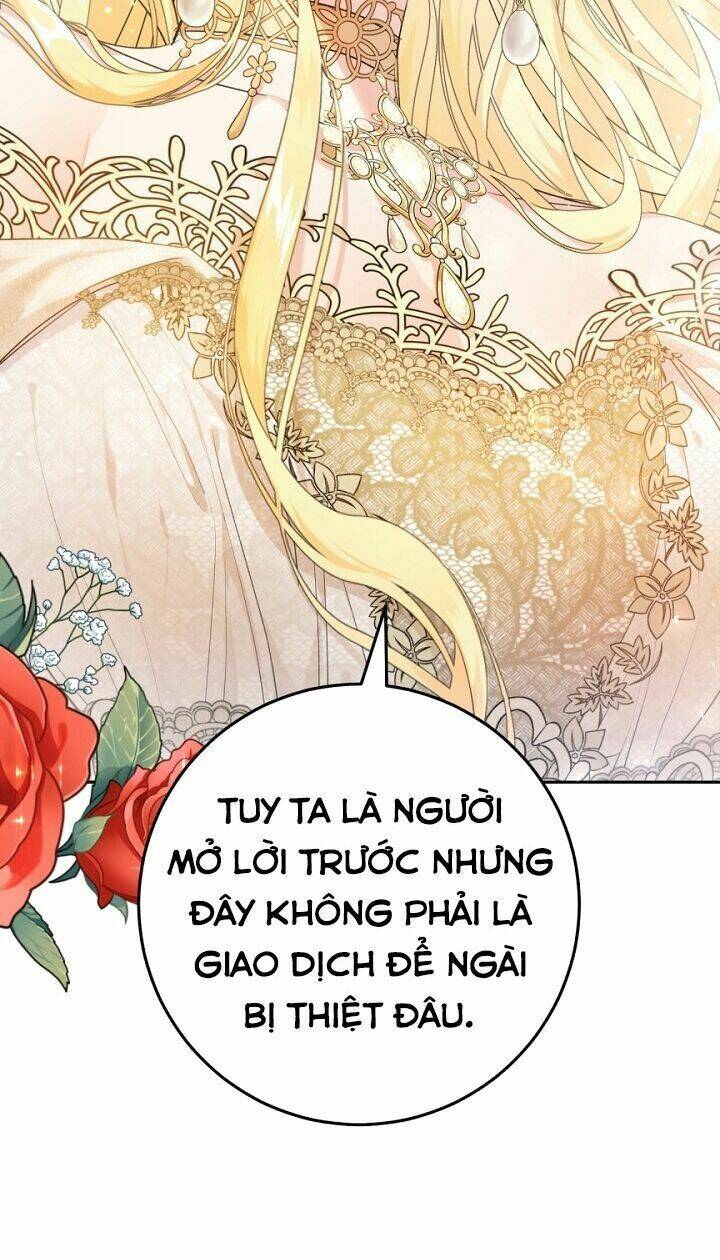 TUY TA LÀ NGƯỜI
MỞ LỜI TRƯỚC NHƯNG
ĐÂY KHÔNG PHẢI LÀ
GIAO DỊCH ĐỂ NGÀI
BỊ THIỆT ĐÂU.